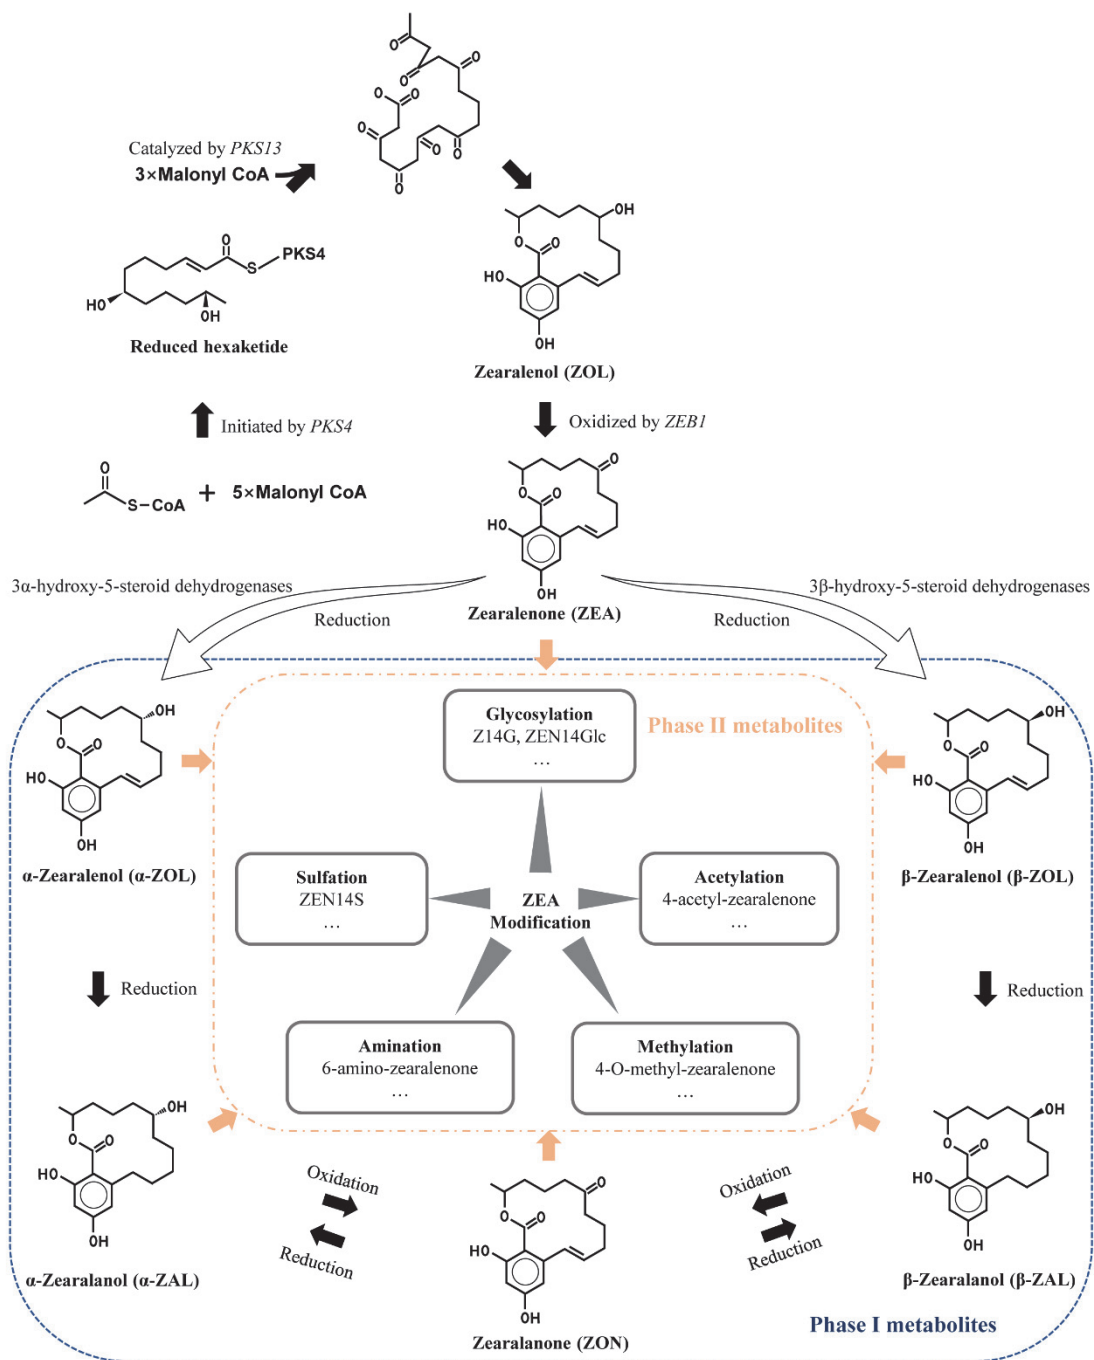 Catalyzed by PKS13
3×Malonyl CoA
O
O
O
O
O
O
O
O
O
O
OH
O
O
HO
OH
Zearalenol (ZOL)
O
S
PKS4
HO
OH
Reduced hexaketide
Initiated by PKS4
Oxidized by ZEB1
O
S–CoA + 5×Malonyl CoA
O
O
O
HO
OH
Zearalenone (ZEA)
3α-hydroxy-5-steroid dehydrogenases
3β-hydroxy-5-steroid dehydrogenases
Reduction
Reduction
OH
O
O
HO
OH
α-Zearalenol (α-ZOL)
Phase II metabolites
Glycosylation
Z14G, ZEN14Glc
…
Sulfation
ZEN14S
…
ZEA
Modification
Acetylation
4-acetyl-zearalenone
…
Amination
6-amino-zearalenone
…
Methylation
4-O-methyl-zearalenone
…
OH
O
O
HO
OH
β-Zearalenol (β-ZOL)
Reduction
Reduction
OH
O
O
HO
OH
α-Zearalanol (α-ZAL)
Oxidation
Reduction
O
O
O
HO
OH
Zearalanone (ZON)
Oxidation
Reduction
OH
O
O
HO
OH
β-Zearalanol (β-ZAL)
Phase I metabolites